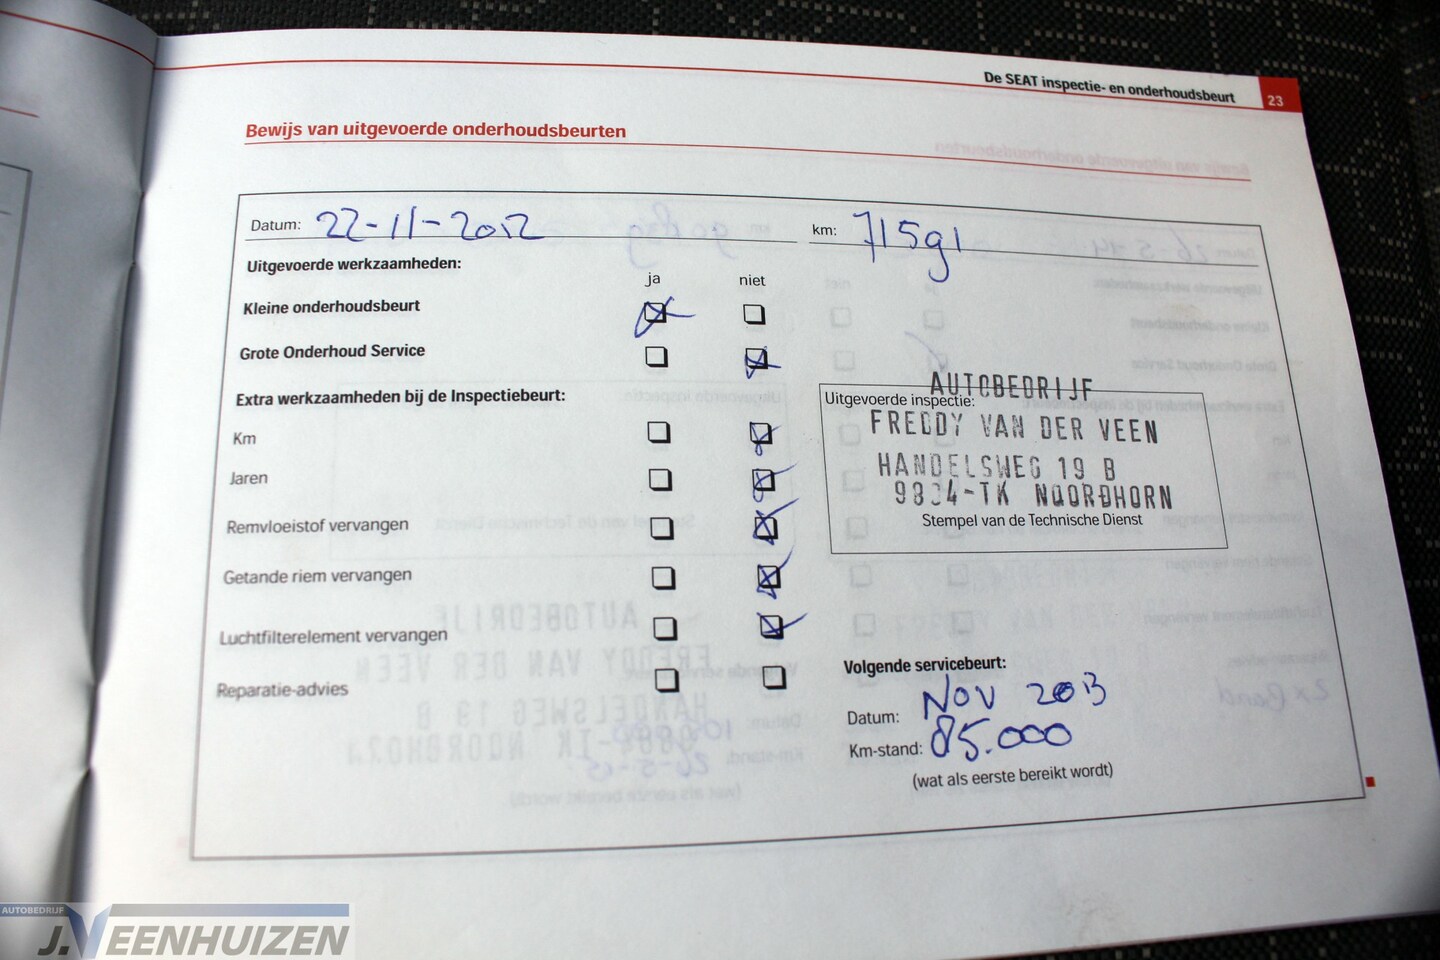 De SEAT inspectie- en onderhoudsbeurt 23
Bewijs van uitgevoerde onderhoudsbeurten
Datum: 22-11-2012 km: 71591
Uitgevoerde werkzaamheden:
ja niet
Kleine onderhoudsbeurt
Grote Onderhoud Service
Extra werkzaamheden bij de Inspectiebeurt:
Km
Jaren
Remvloeistof vervangen
Getande riem vervangen
Luchtfilterelement vervangen
Reparatie-advies
AUTOBEDRIJF
Uitgevoerde inspectie:
FREDDY VAN DER VEEN
HANDELSWEG 19 B
TK NOORDHORN
Stempel van de Technische Dienst
Volgende servicebeurt:
Datum: NOV 2013
Km-stand: 85.000
(wat als eerste bereikt wordt)
AUTOBEDRIJF
J. VEENHUIZEN